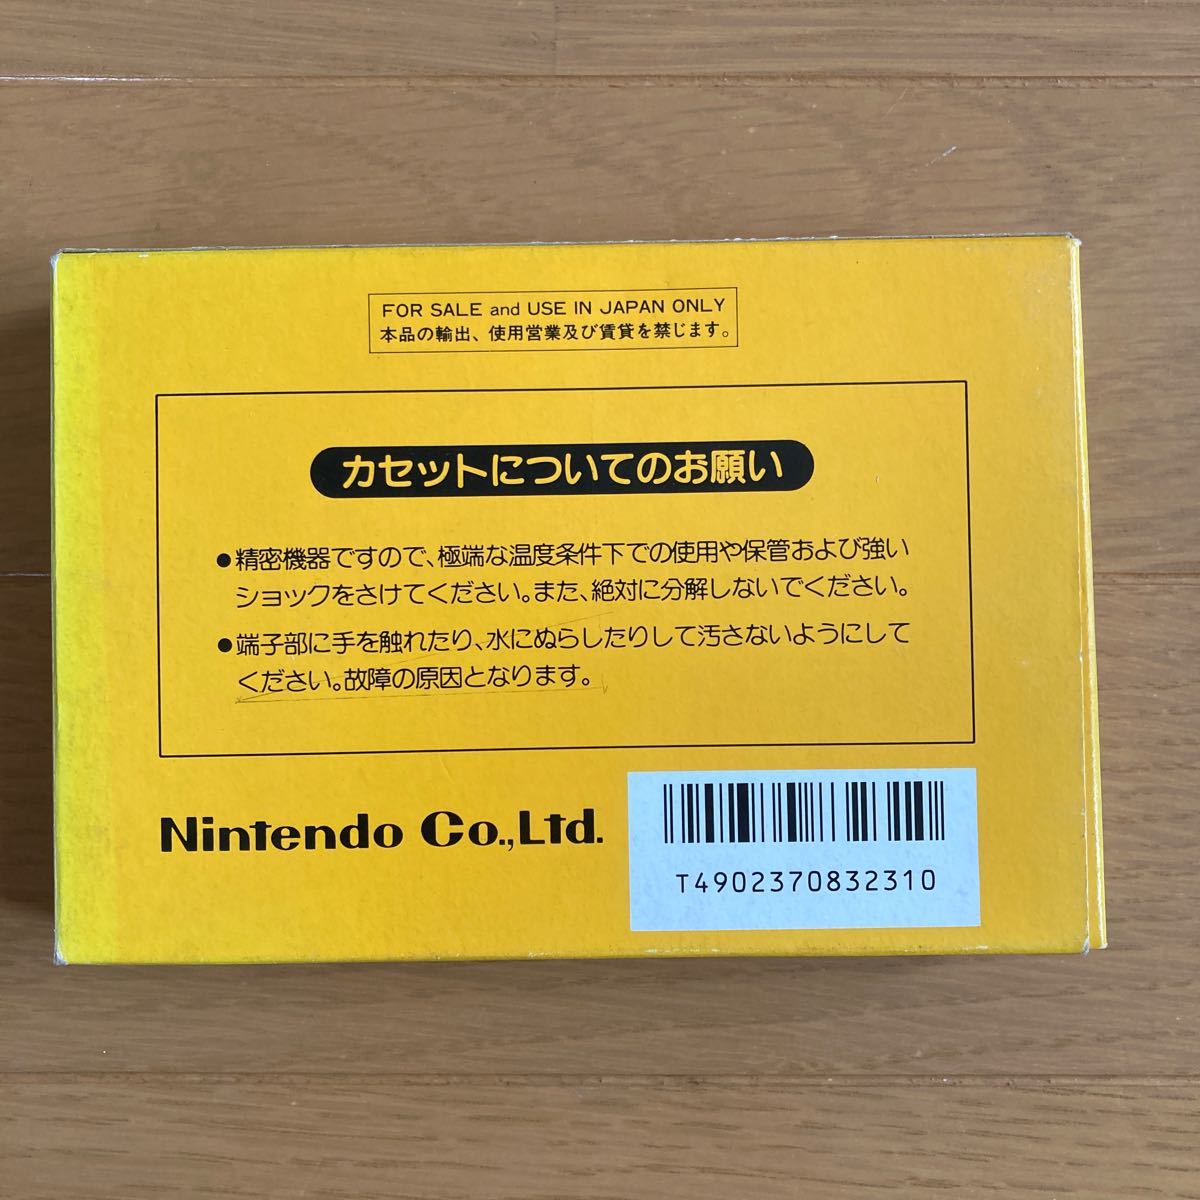 FOR SALE and USE IN JAPAN ONLY
本品の輸出、使用営業及び賃貸を禁じます。
カセットについてのお願い
●精密機器ですので、極端な温度条件下での使用や保管および強い
ショックをさけてください。また、絶対に分解しないでください。
●端子部に手を触れたり、水にぬらしたりして汚さないようにして
ください。故障の原因となります。
Nintendo Co.,Ltd.
T4902370832310